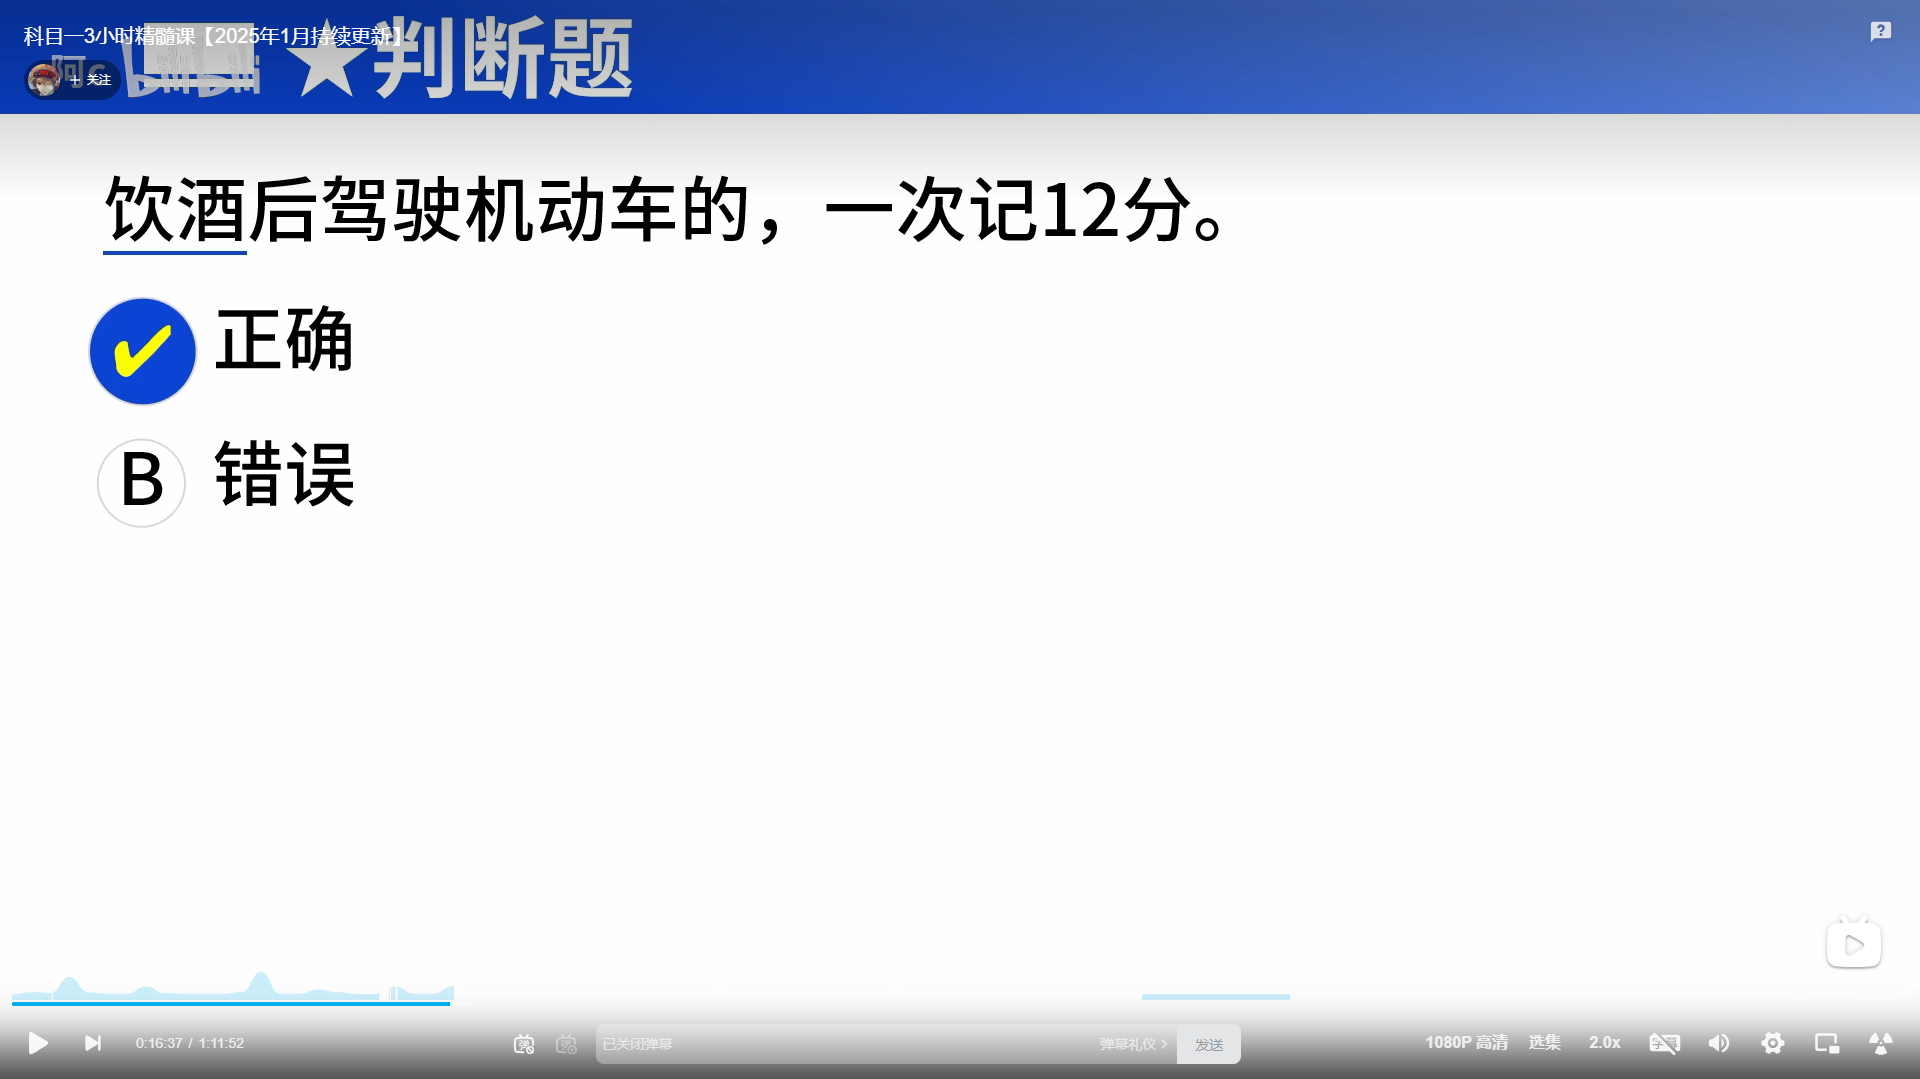 科目一3小时精髓课【2025年1月持续更新】
★判断题
+ 关注
饮酒后驾驶机动车的，一次记12分。
正确
B 错误
0:16:37 / 1:11:52
已关闭弹幕
弹幕礼仪 >
发送
1080P 高清
选集
2.0x
字幕